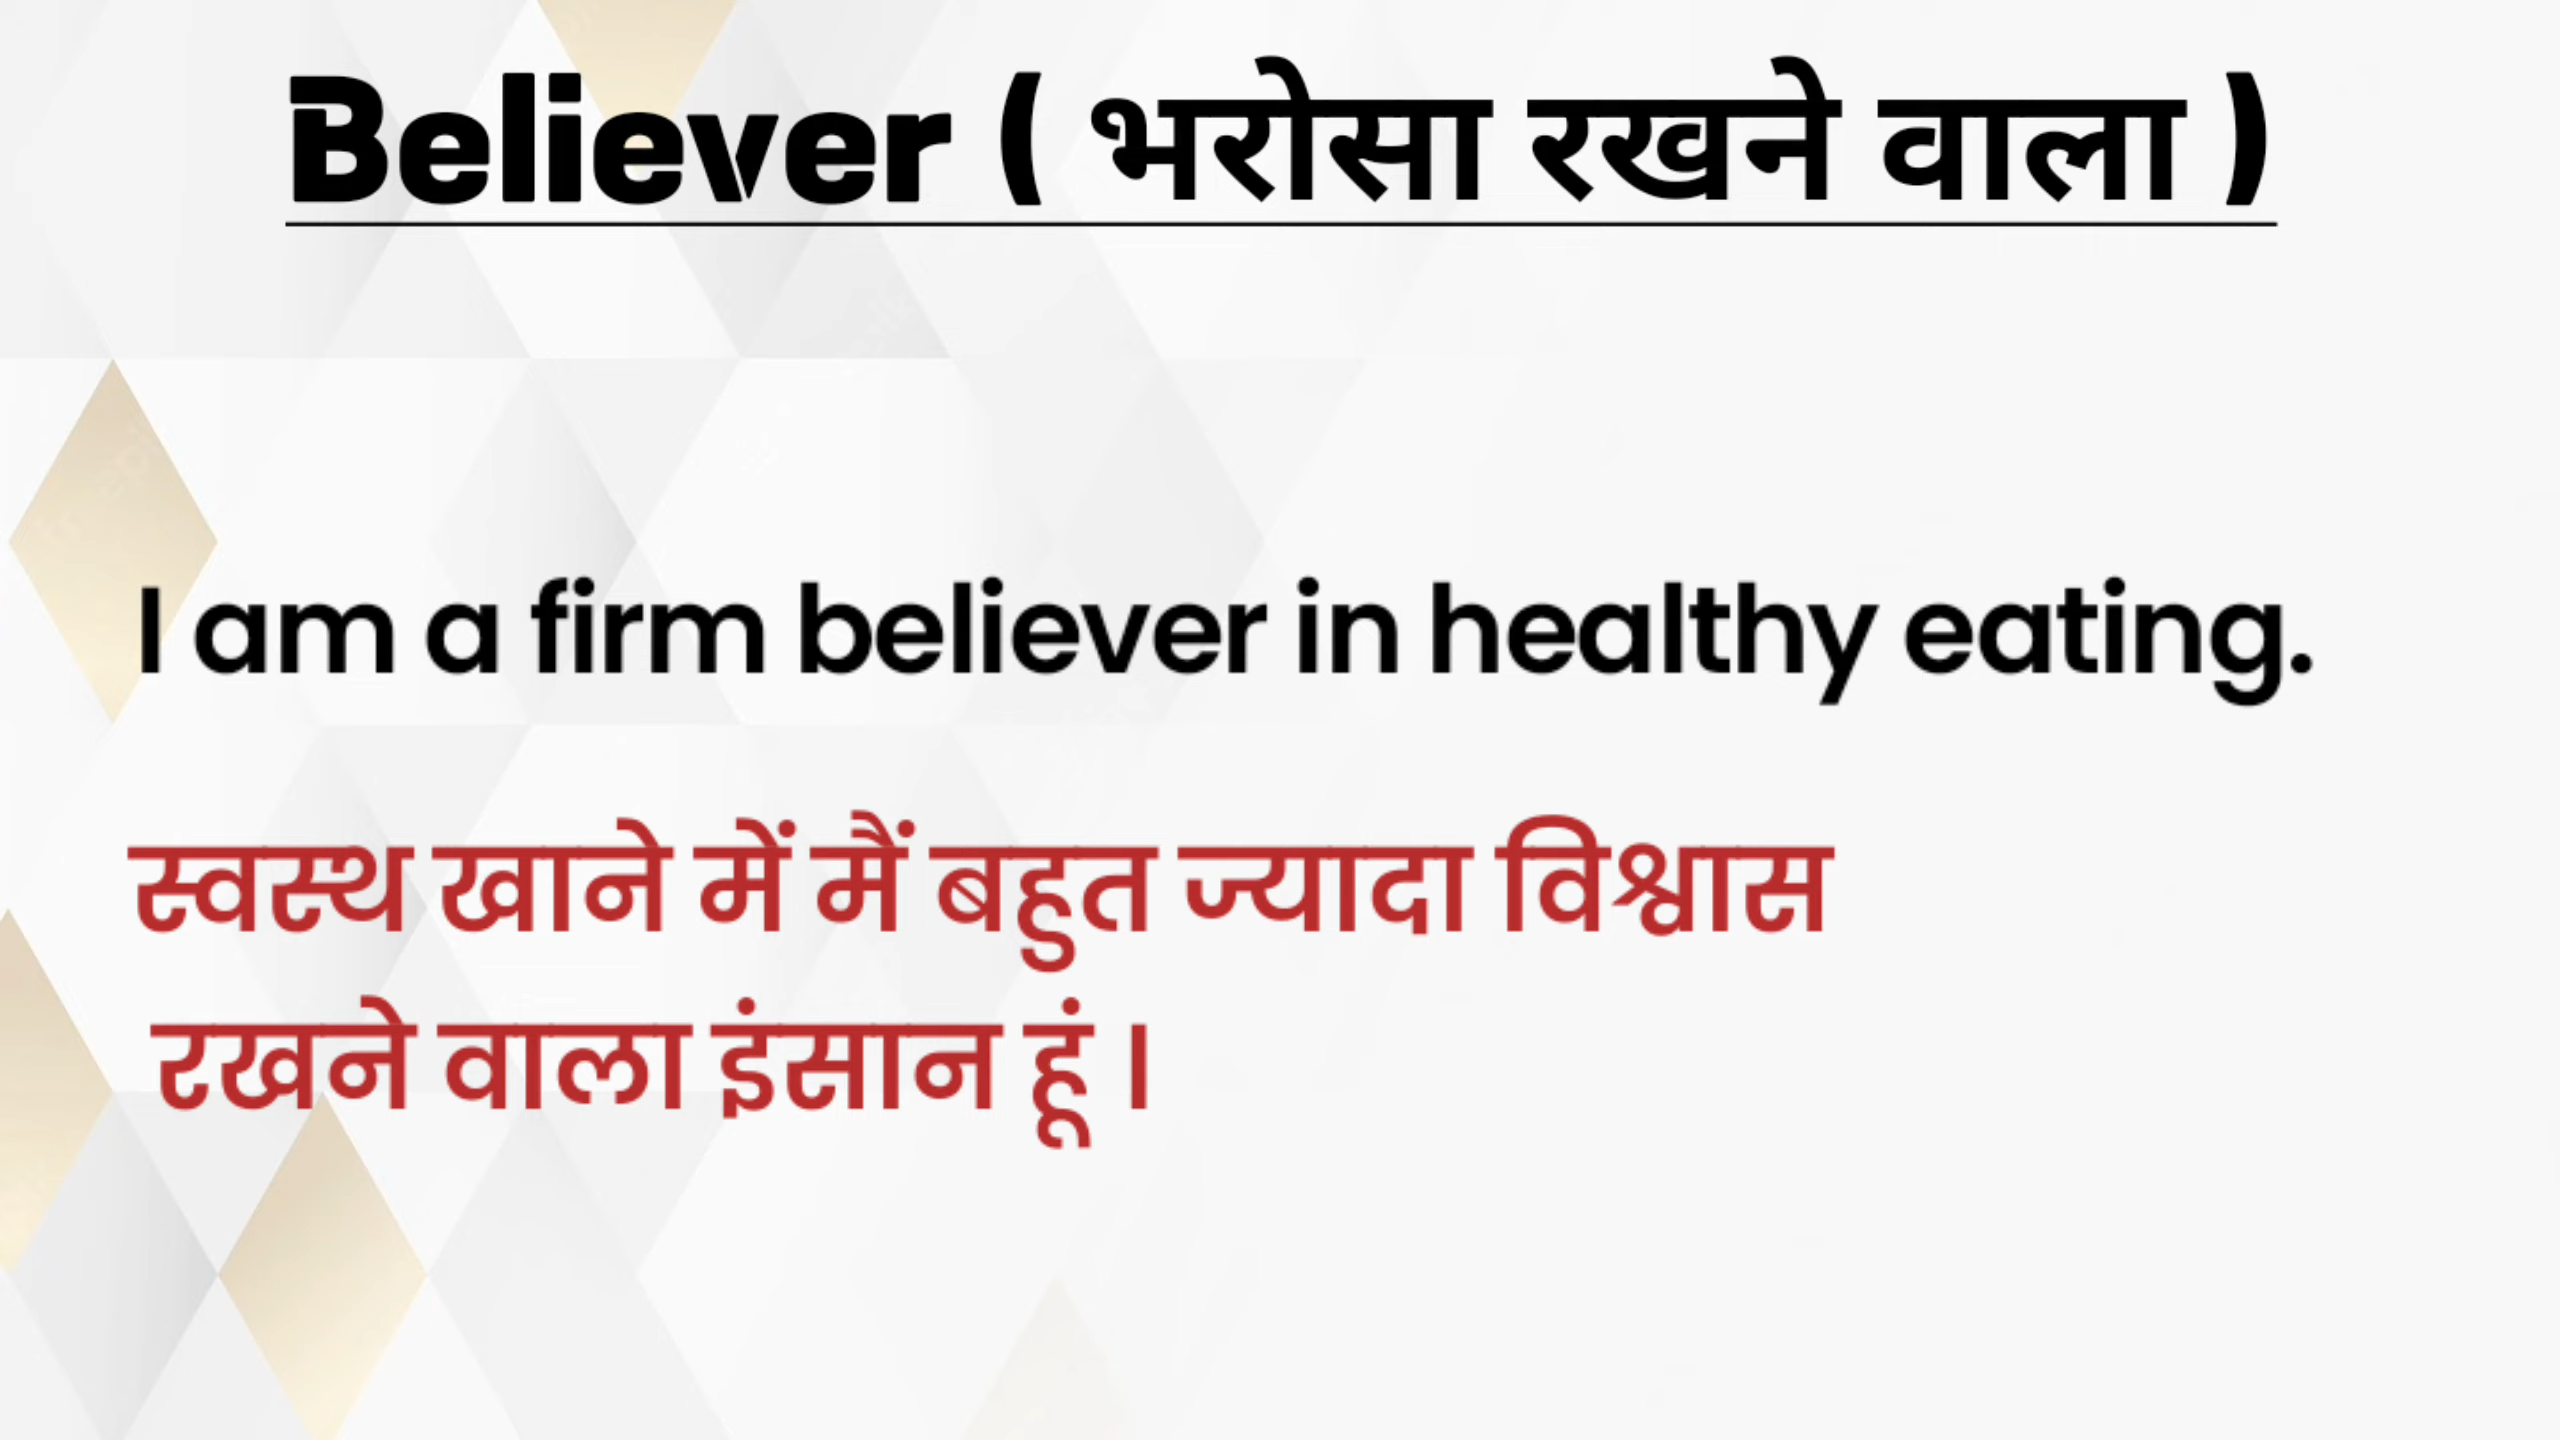 Believer ( भरोसा रखने वाला )
I am a firm believer in healthy eating.
स्वस्थ खाने में मैं बहुत ज्यादा विश्वास
रखने वाला इंसान हूं ।